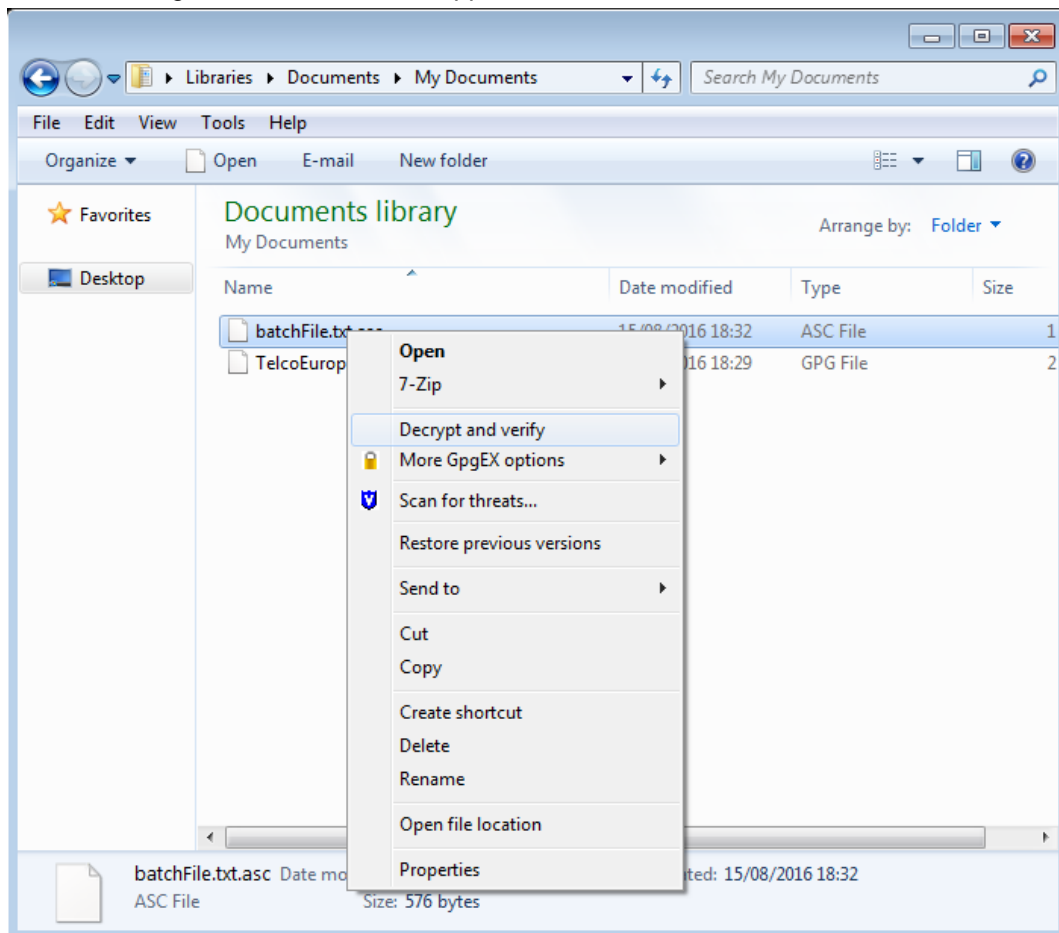 Libraries ▸ Documents ▸ My Documents Search My Documents
File Edit View Tools Help
Organize Open E-mail New folder
Favorites
Documents library
My Documents
Arrange by: Folder
Desktop
Name Date modified Type Size
batchFile.txt.asc 15/08/2016 18:32 ASC File 1
TelcoEurop 16 18:29 GPG File 2
Open
7-Zip
Decrypt and verify
More GpgEX options
Scan for threats...
Restore previous versions
Send to
Cut
Copy
Create shortcut
Delete
Rename
Open file location
Properties
batchFile.txt.asc Date mo ted: 15/08/2016 18:32
ASC File Size: 576 bytes